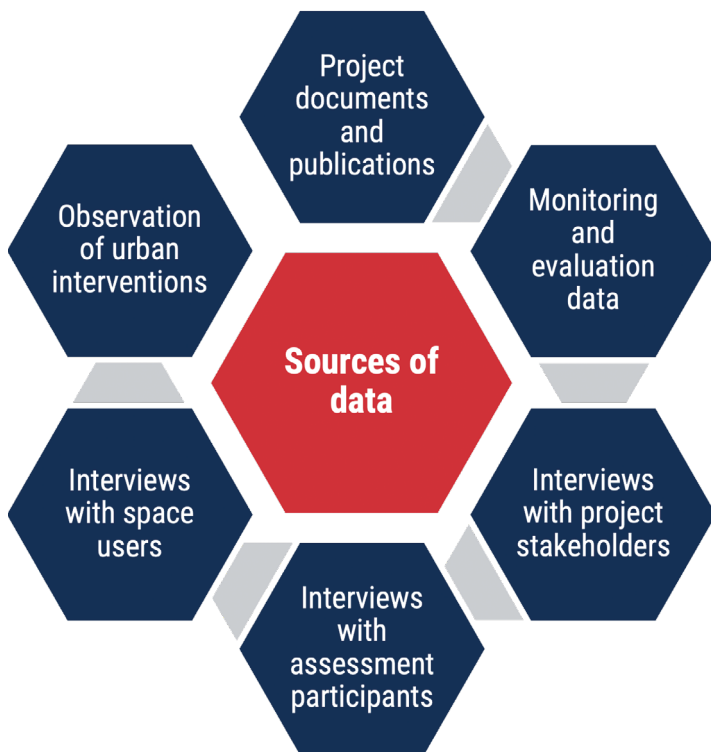 Project
documents
and
publications
Monitoring
and
evaluation
data
Interviews
with project
stakeholders
Interviews
with
assessment
participants
Interviews
with space
users
Observation
of urban
interventions
Sources of
data